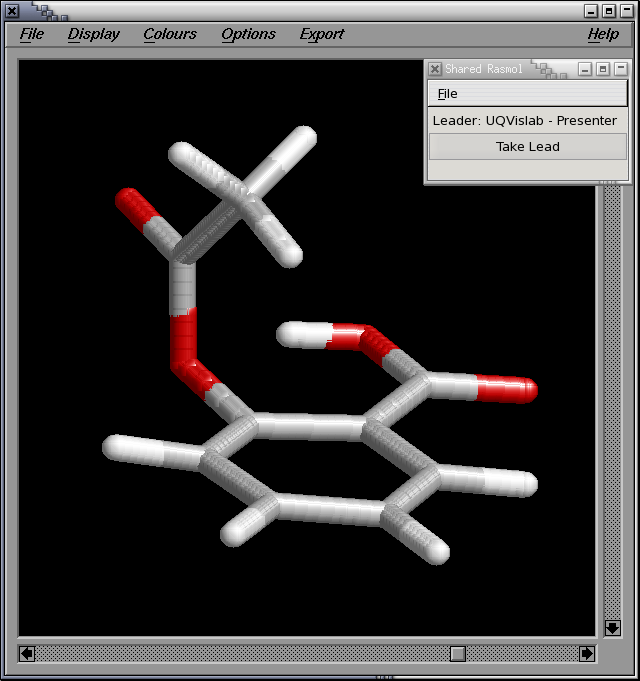 File Display Colours Options Export Help
Shared Rasmol
File
Leader: UQVislab - Presenter
Take Lead